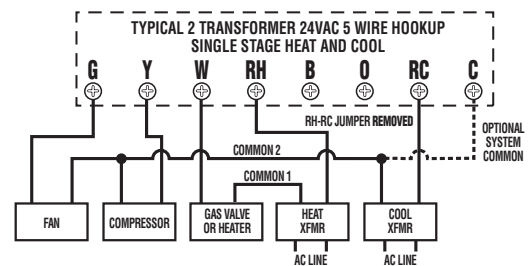 TYPICAL 2 TRANSFORMER 24VAC 5 WIRE HOOKUP
SINGLE STAGE HEAT AND COOL
G Y W RH B O RC C
RH-RC JUMPER REMOVED
OPTIONAL
SYSTEM
COMMON
COMMON 2
COMMON 1
FAN
COMPRESSOR
GAS VALVE
OR HEATER
HEAT
XFMR
COOL
XFMR
AC LINE
AC LINE